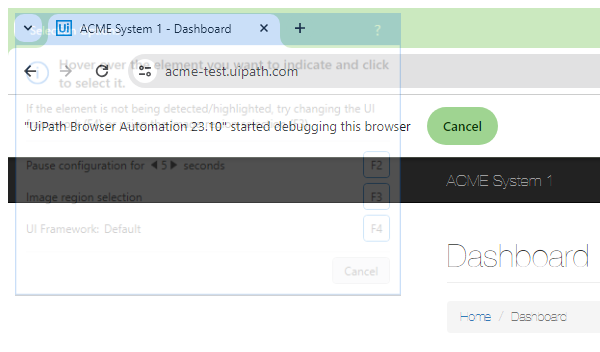 Ui ACME System 1 - Dashboard
Select an
?
Hover over the element you want to indicate and click
to select it.
acme-test.uipath.com
If the element is not being detected/highlighted, try changing the UI
"UiPath Browser Automation 23.10" started debugging this browser
Cancel
Pause configuration for 5 seconds F2
ACME System 1
Image region selection F3
UI Framework: Default F4
Dashboard
Cancel
Home / Dashboard